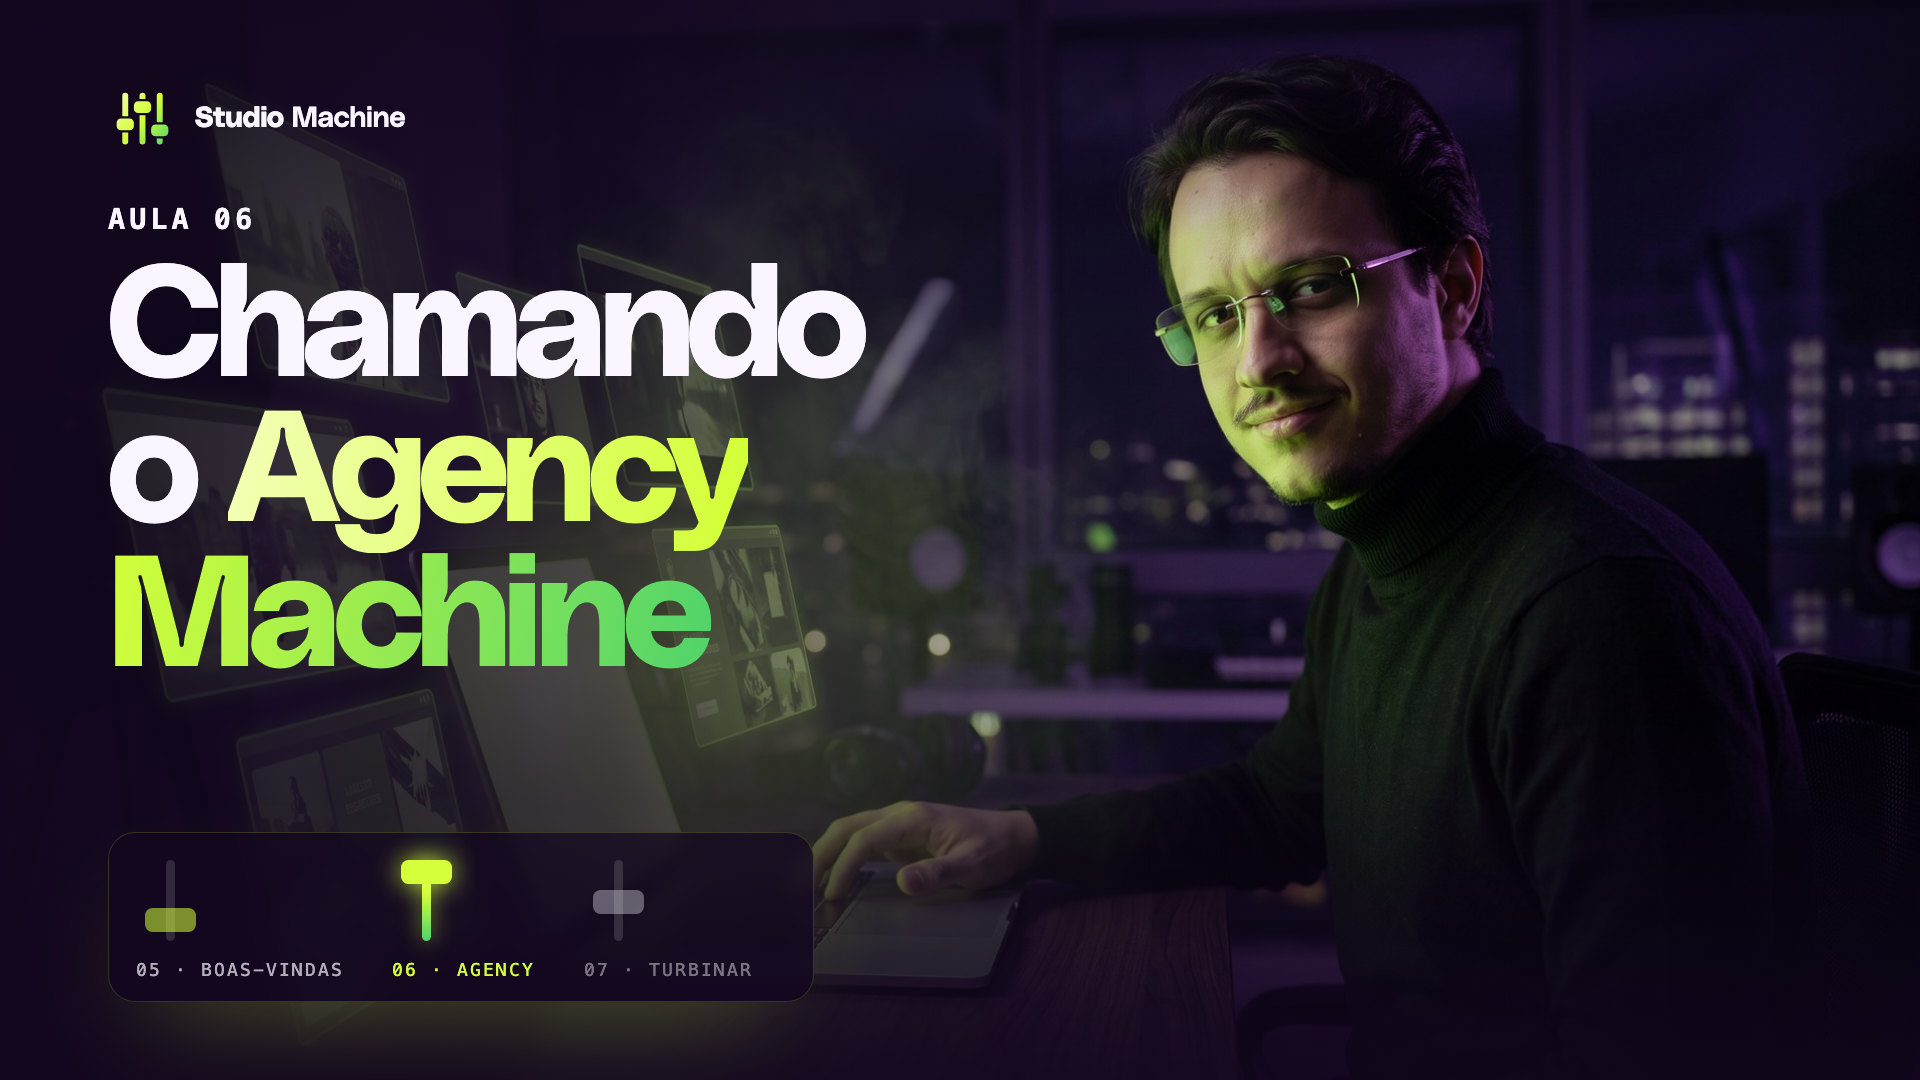 Studio Machine
AULA 06
Chamando
o Agency
Machine
05 · BOAS-VINDAS
06 · AGENCY
07 · TURBINAR